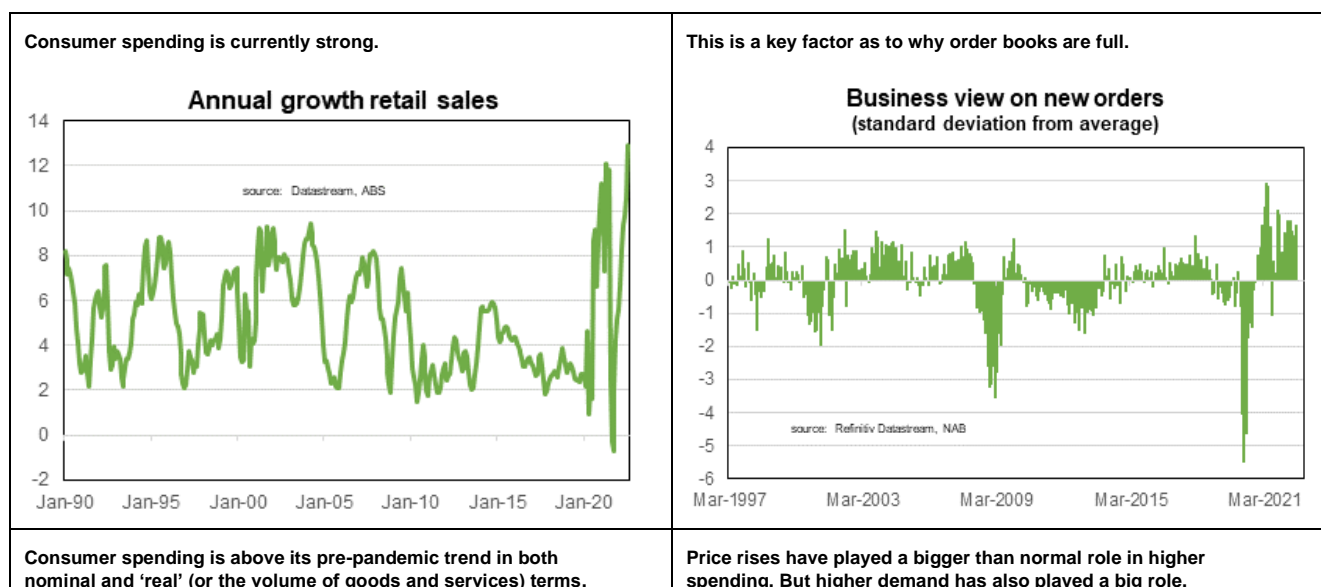 Consumer spending is currently strong.
Annual growth retail sales
14
12
10
8
6
4
2
0
-2
source: Datastream, ABS
Jan-90 Jan-95 Jan-00 Jan-05 Jan-10 Jan-15 Jan-20
This is a key factor as to why order books are full.
Business view on new orders
(standard deviation from average)
4
3
2
1
0
-1
-2
-3
-4
-5
-6
source: Refinitiv Datastream, NAB
Mar-1997 Mar-2003 Mar-2009 Mar-2015 Mar-2021
Consumer spending is above its pre-pandemic trend in both
nominal and ‘real’ (or the volume of goods and services) terms.
Price rises have played a bigger than normal role in higher
spending. But higher demand has also played a big role.